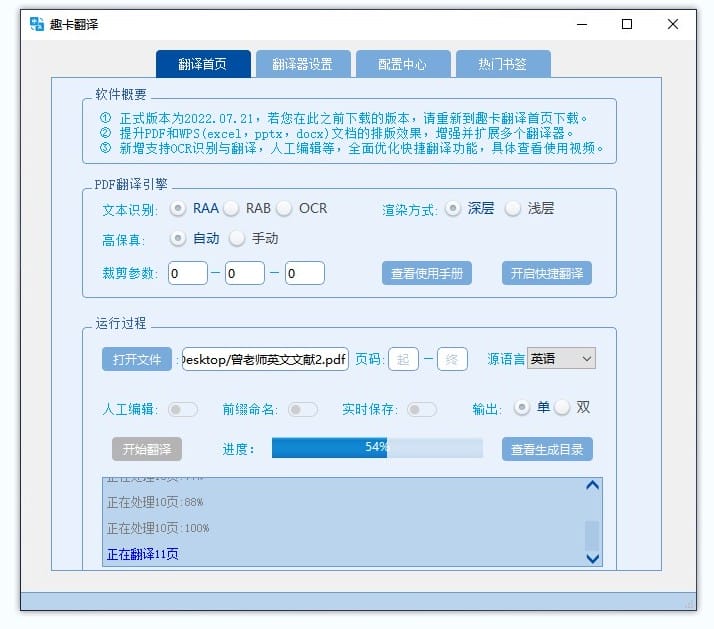 趣卡翻译
翻译首页 翻译器设置 配置中心 热门书签
软件概要
① 正式版本为2022.07.21，若您在此之前下载的版本，请重新到趣卡翻译首页下载。
② 提升PDF和WPS(excel，pptx，docx)文档的排版效果，增强并扩展多个翻译器。
③ 新增支持OCR识别与翻译，人工编辑等，全面优化快捷翻译功能，具体查看使用视频。
PDF翻译引擎
文本识别: RAA RAB OCR 渲染方式: 深层 浅层
高保真: 自动 手动
裁剪参数: 0 — 0 — 0 查看使用手册 开启快捷翻译
运行过程
打开文件 : Desktop/曾老师英文文献2.pdf 页码: 起 — 终 源语言 英语
人工编辑: 前缀命名: 实时保存: 输出: 单 双
开始翻译 进度: 54% 查看生成目录
正在处理10页:77%
正在处理10页:88%
正在处理10页:100%
正在翻译11页